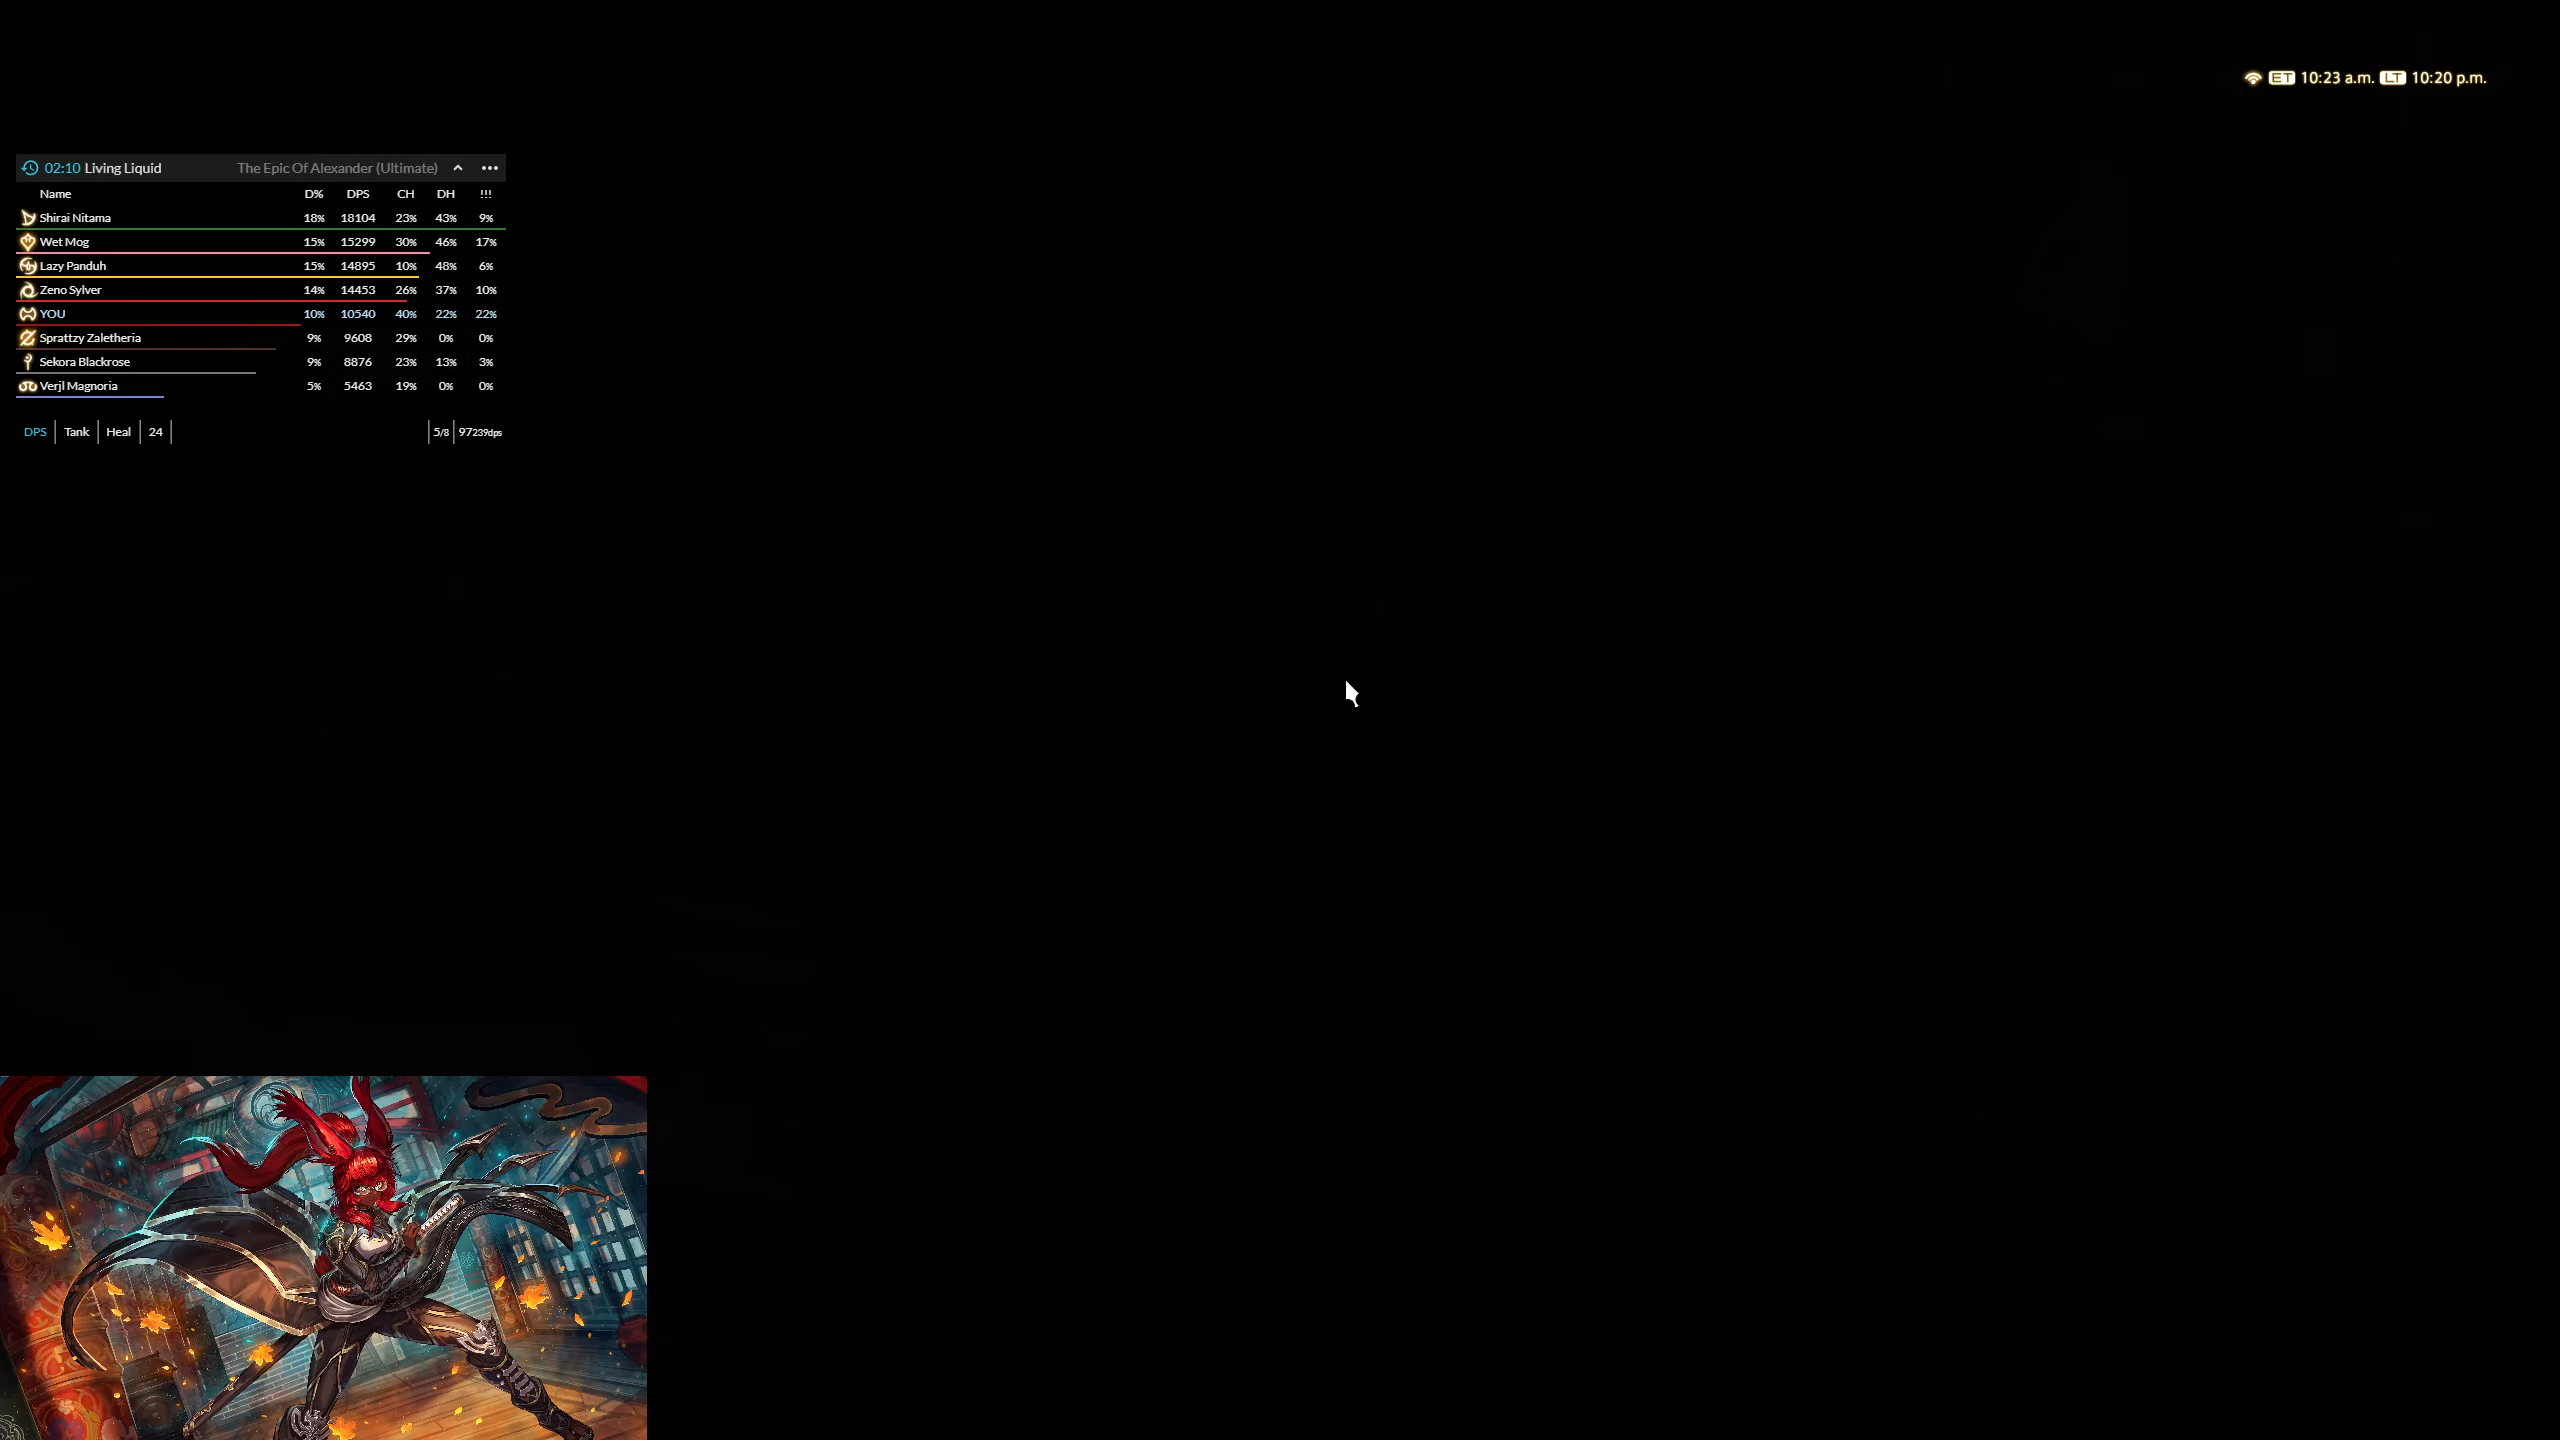 ET 10:23 a.m. LT 10:20 p.m.
02:10 Living Liquid The Epic Of Alexander (Ultimate) •••
Name D% DPS CH DH !!!
Shirai Nitama 18% 18104 23% 43% 9%
Wet Mog 15% 15299 30% 46% 17%
Lazy Panduh 15% 14895 10% 48% 6%
Zeno Sylver 14% 14453 26% 37% 10%
YOU 10% 10540 40% 22% 22%
Sprattzy Zaletheria 9% 9608 29% 0% 0%
Sekora Blackrose 9% 8876 23% 13% 3%
Verjl Magnoria 5% 5463 19% 0% 0%
DPS Tank Heal 24 5/8 97239dps